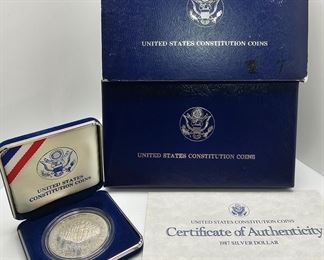 UNITED STATES CONSTITUTION COINS
UNITED STATES CONSTITUTION COINS
UNITED STATES
CONSTITUTION COINS
UNITED STATES CONSTITUTION COINS
Certificate of Authenticity
1987 SILVER DOLLAR